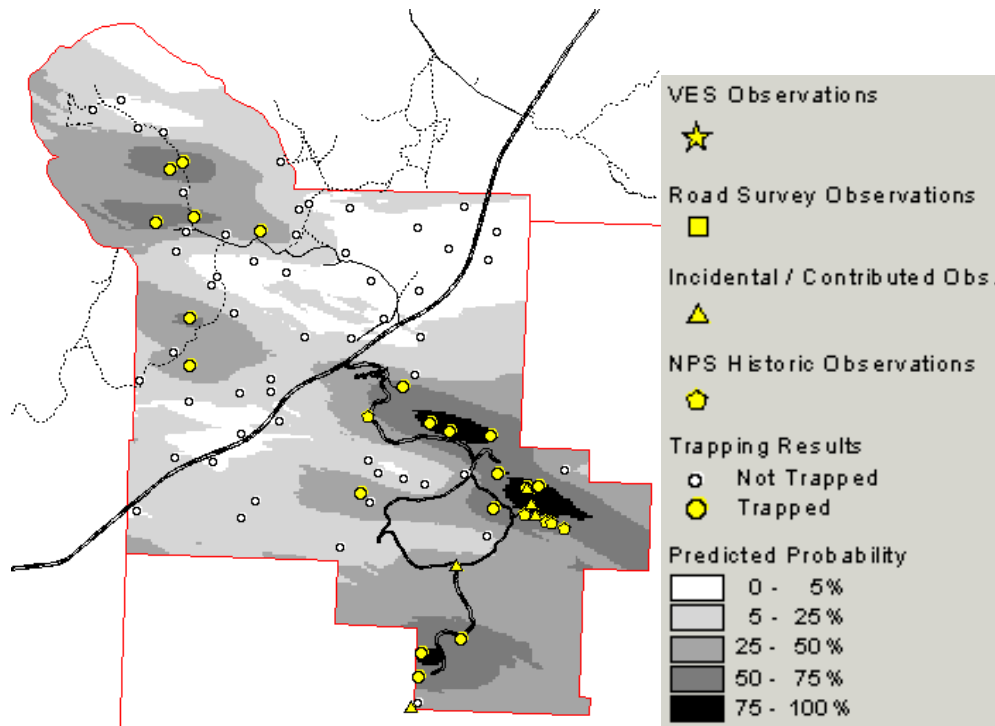 VES Observations
Road Survey Observations
Incidental / Contributed Obs.
NPS Historic Observations
Trapping Results
Not Trapped
Trapped
Predicted Probability
0 - 5%
5 - 25%
25 - 50%
50 - 75%
75 - 100%